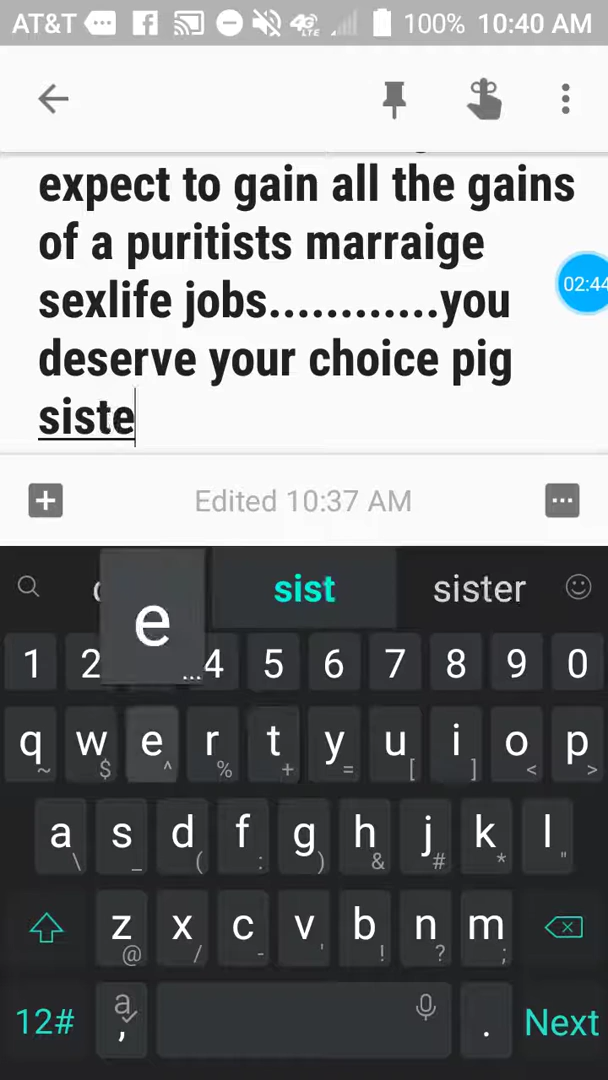 AT&T 4G LTE 100% 10:40 AM
expect to gain all the gains
of a puritists marraige
sexlife jobs............you
deserve your choice pig
siste
02:44
Edited 10:37 AM
e sist sister
1 2 ...4 5 6 7 8 9 0
q w e r t y u i o p
~ $ ^ % + = [ ] < >
a s d f g h j k l
\ _ ( : ) & # * "
z x c v b n m
@ / - ' ! ? ;
12# a , . Next